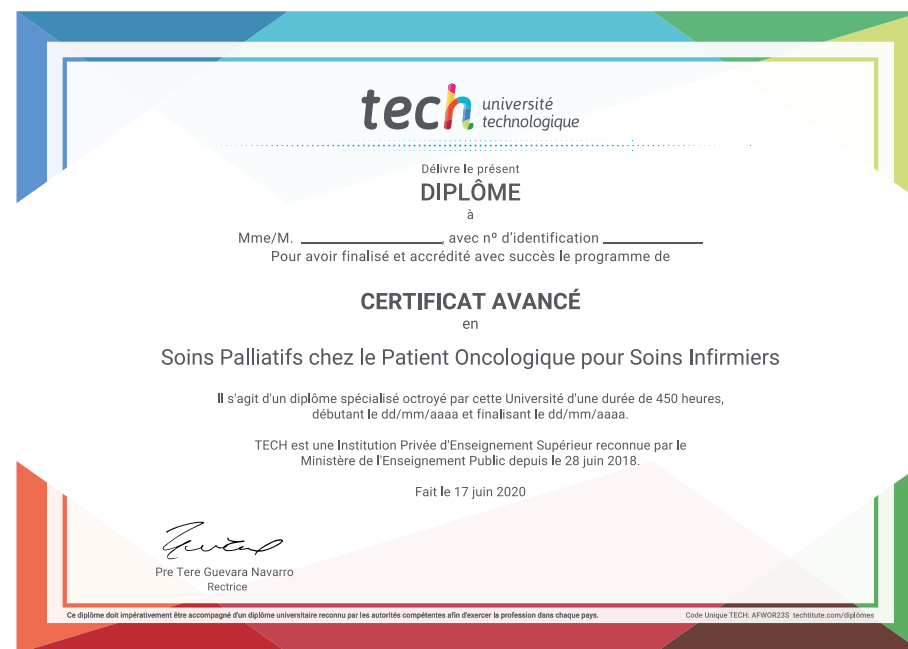 tech université
technologique
Délivre le présent
DIPLÔME
à
Mme/M. ____________________, avec nº d'identification ______________
Pour avoir finalisé et accrédité avec succès le programme de
CERTIFICAT AVANCÉ
en
Soins Palliatifs chez le Patient Oncologique pour Soins Infirmiers
Il s'agit d'un diplôme spécialisé octroyé par cette Université d'une durée de 450 heures,
débutant le dd/mm/aaaa et finalisant le dd/mm/aaaa.
TECH est une Institution Privée d'Enseignement Supérieur reconnue par le
Ministère de l'Enseignement Public depuis le 28 juin 2018.
Fait le 17 juin 2020
Pre Tere Guevara Navarro
Rectrice
Ce diplôme doit impérativement être accompagné d'un diplôme universitaire reconnu par les autorités compétentes afin d'exercer la profession dans chaque pays.
Code Unique TECH: AFWOR23S techtitute.com/diplômes